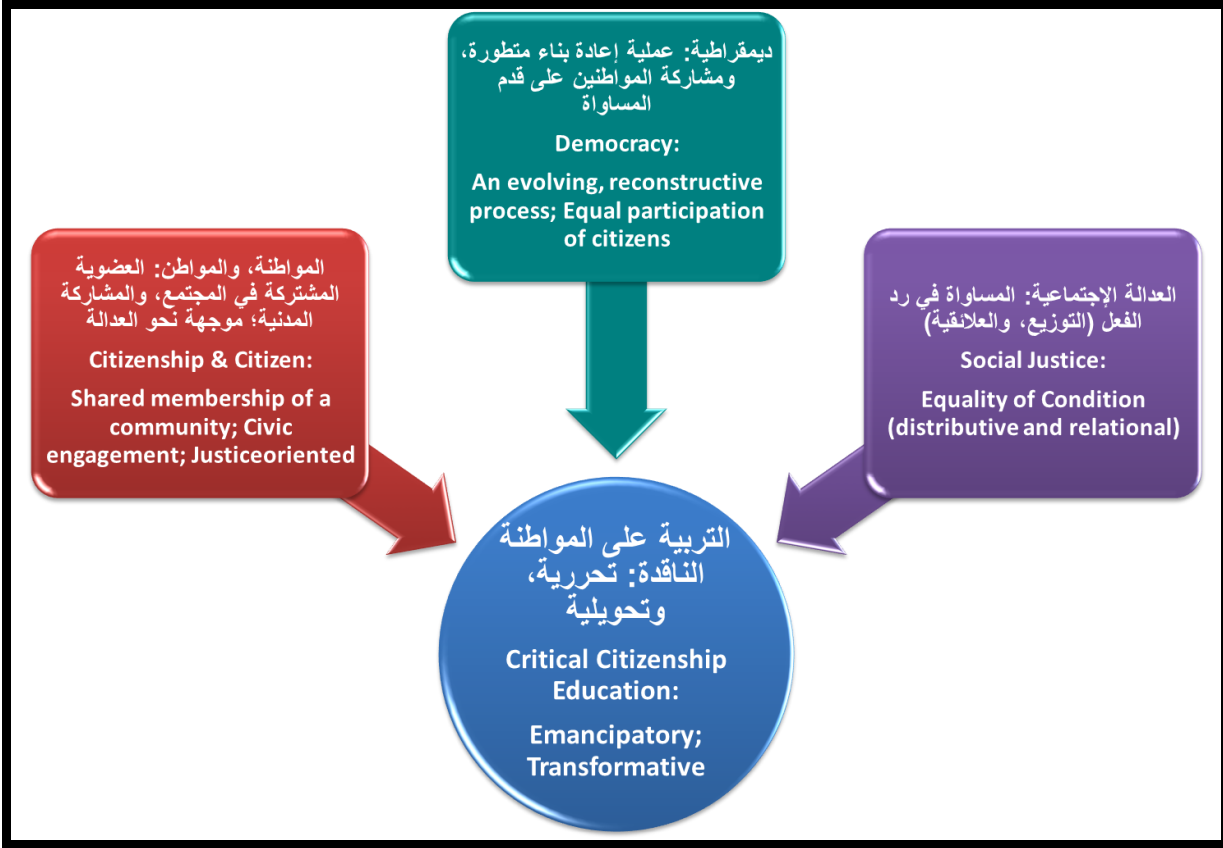 ديمقراطية: عملية إعادة بناء متطورة،
ومشاركة المواطنين على قدم
المساواة
Democracy:
An evolving, reconstructive
process; Equal participation
of citizens
المواطنة، والمواطن: العضوية
المشتركة في المجتمع، والمشاركة
المدنية؛ موجهة نحو العدالة
Citizenship & Citizen:
Shared membership of a
community; Civic
engagement; Justiceoriented
العدالة الإجتماعية: المساواة في رد
الفعل (التوزيع، والعلائقية)
Social Justice:
Equality of Condition
(distributive and relational)
التربية على المواطنة
الناقدة: تحررية،
وتحويلية
Critical Citizenship
Education:
Emancipatory;
Transformative